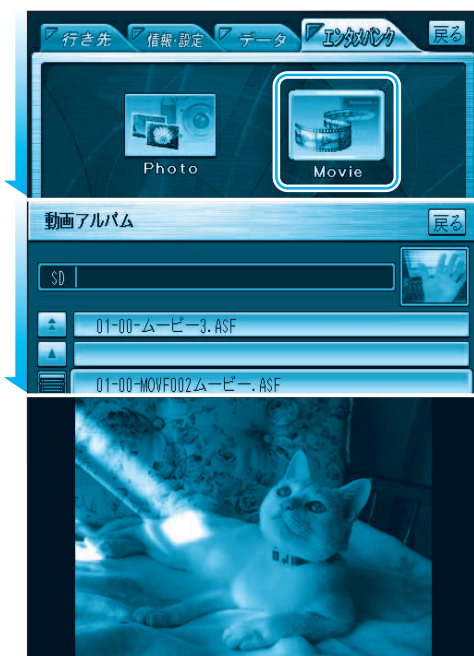 行き先 情報・設定 データ エンタメバンク 戻る
Photo Movie
動画アルバム 戻る
SD
01-00-ムービー3.ASF
01-00-MOVF002ムービー.ASF